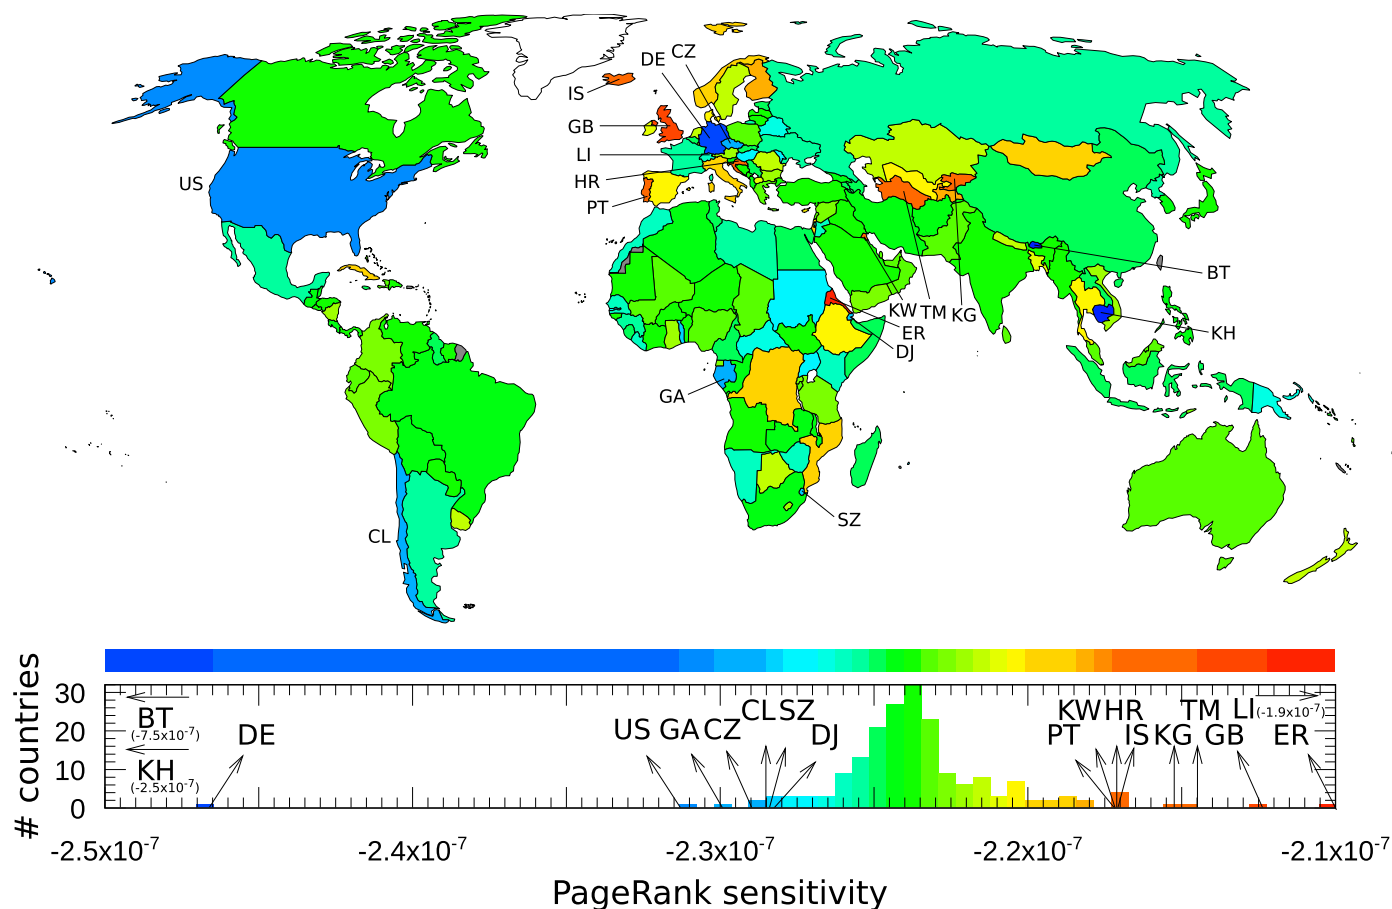 CZ
DE
IS
GB
LI
US
HR
PT
BT
KW TM KG
ER
KH
DJ
GA
SZ
CL
# countries
30
20
10
0
BT
(-7.5x10⁻⁷)
KH
(-2.5x10⁻⁷)
DE
US GA CZ
CL SZ
DJ
KW HR
TM LI (-1.9x10⁻⁷)
PT
IS KG GB
ER
-2.5x10⁻⁷ -2.4x10⁻⁷ -2.3x10⁻⁷ -2.2x10⁻⁷ -2.1x10⁻⁷
PageRank sensitivity